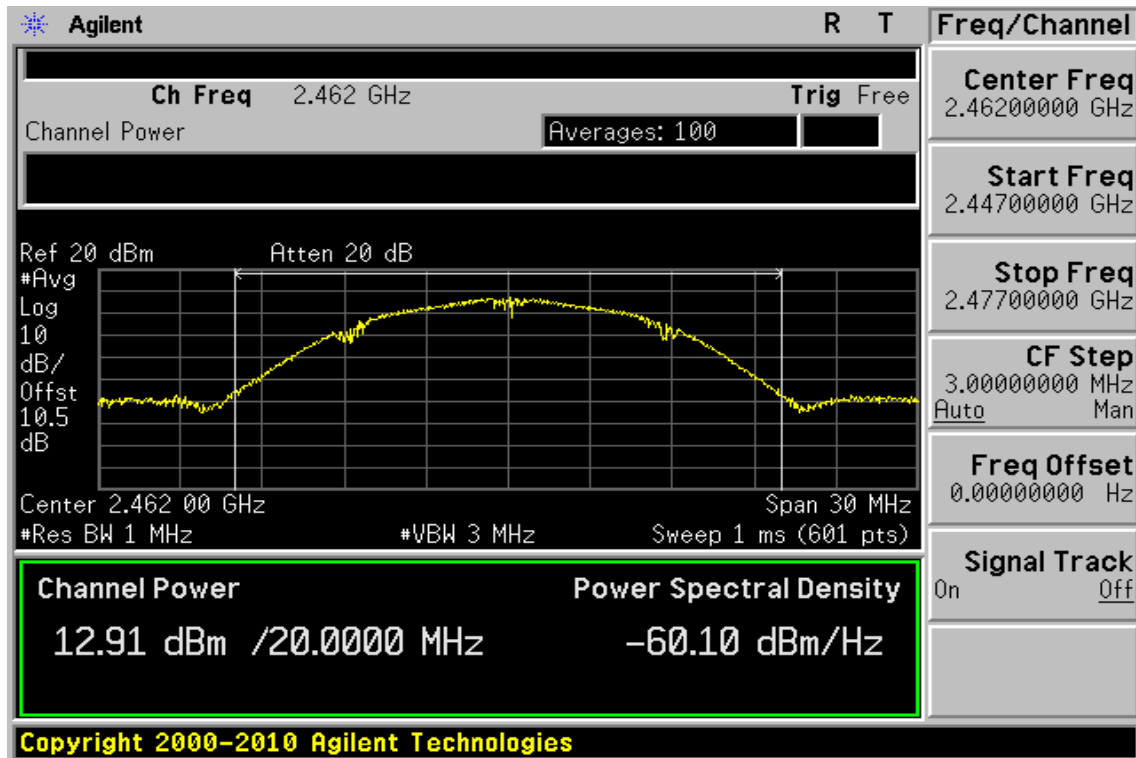 Agilent R T
Ch Freq 2.462 GHz Trig Free
Channel Power Averages: 100
Ref 20 dBm Atten 20 dB
#Avg
Log
10
dB/
Offst
10.5
dB
Center 2.462 00 GHz Span 30 MHz
#Res BW 1 MHz #VBW 3 MHz Sweep 1 ms (601 pts)
Channel Power Power Spectral Density
12.91 dBm /20.0000 MHz -60.10 dBm/Hz
Copyright 2000-2010 Agilent Technologies
Freq/Channel
Center Freq
2.46200000 GHz
Start Freq
2.44700000 GHz
Stop Freq
2.47700000 GHz
CF Step
3.00000000 MHz
Auto Man
Freq Offset
0.00000000 Hz
Signal Track
On Off